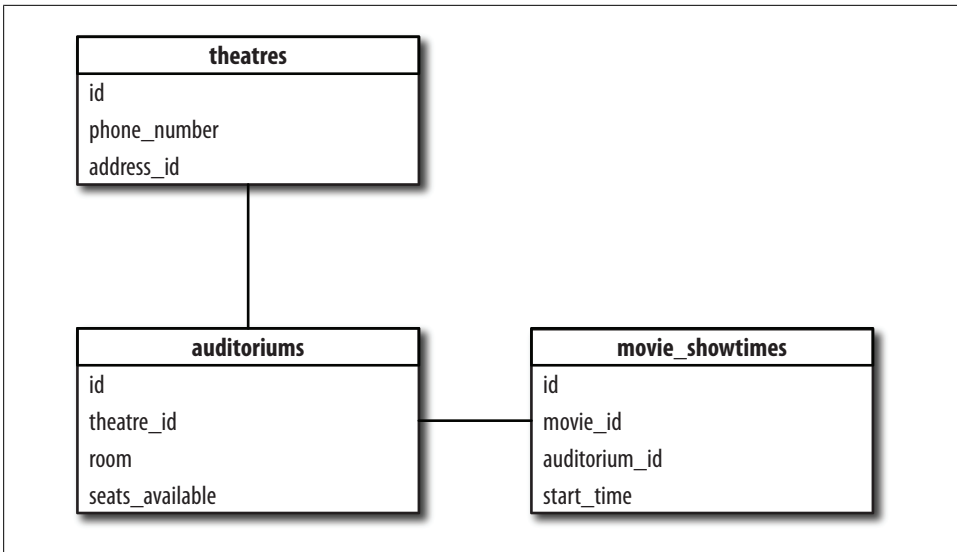 theatres
id
phone_number
address_id
auditoriums
id
theatre_id
room
seats_available
movie_showtimes
id
movie_id
auditorium_id
start_time